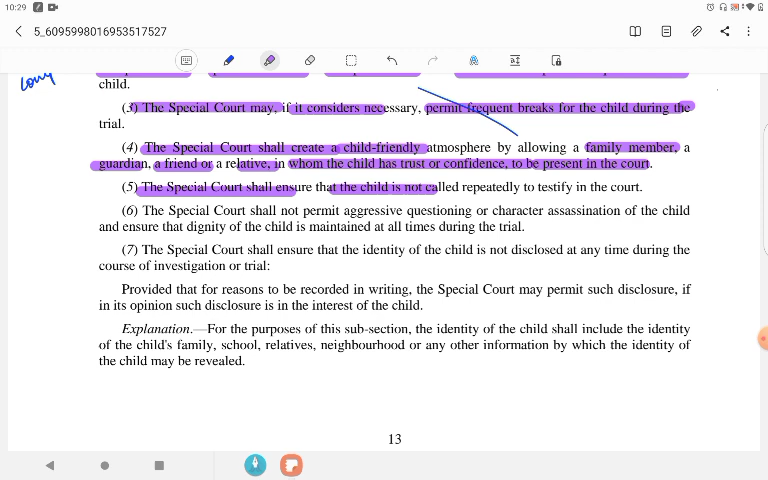 10:29
5_6095998016953517527
child.
(3) The Special Court may, if it considers necessary, permit frequent breaks for the child during the
trial.
(4) The Special Court shall create a child-friendly atmosphere by allowing a family member, a
guardian, a friend or a relative, in whom the child has trust or confidence, to be present in the court.
(5) The Special Court shall ensure that the child is not called repeatedly to testify in the court.
(6) The Special Court shall not permit aggressive questioning or character assassination of the child
and ensure that dignity of the child is maintained at all times during the trial.
(7) The Special Court shall ensure that the identity of the child is not disclosed at any time during the
course of investigation or trial:
Provided that for reasons to be recorded in writing, the Special Court may permit such disclosure, if
in its opinion such disclosure is in the interest of the child.
Explanation.—For the purposes of this sub-section, the identity of the child shall include the identity
of the child's family, school, relatives, neighbourhood or any other information by which the identity of
the child may be revealed.
13